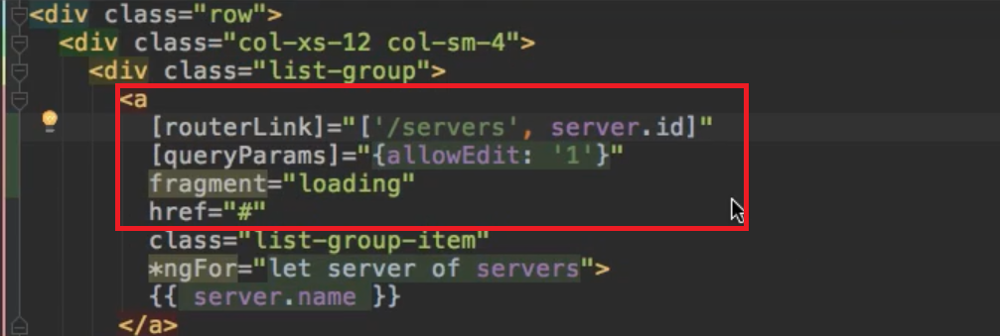 <div class="row">
<div class="col-xs-12 col-sm-4">
<div class="list-group">
<a
[routerLink]="['/servers', server.id]"
[queryParams]="{allowEdit: '1'}"
fragment="loading"
href="#"
class="list-group-item"
*ngFor="let server of servers">
{{ server.name }}
</a>